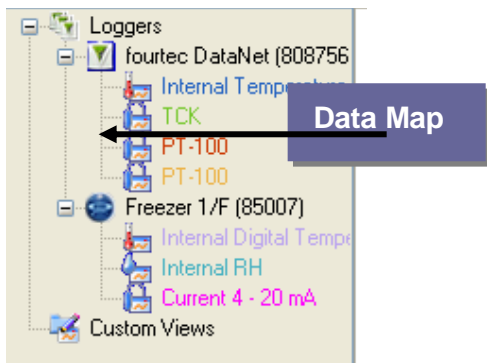 Loggers
fourtec DataNet (808756
Internal Temperature
TCK
Data Map
PT-100
PT-100
Freezer 1/F (85007)
Internal Digital Tempe
Internal RH
Current 4 - 20 mA
Custom Views